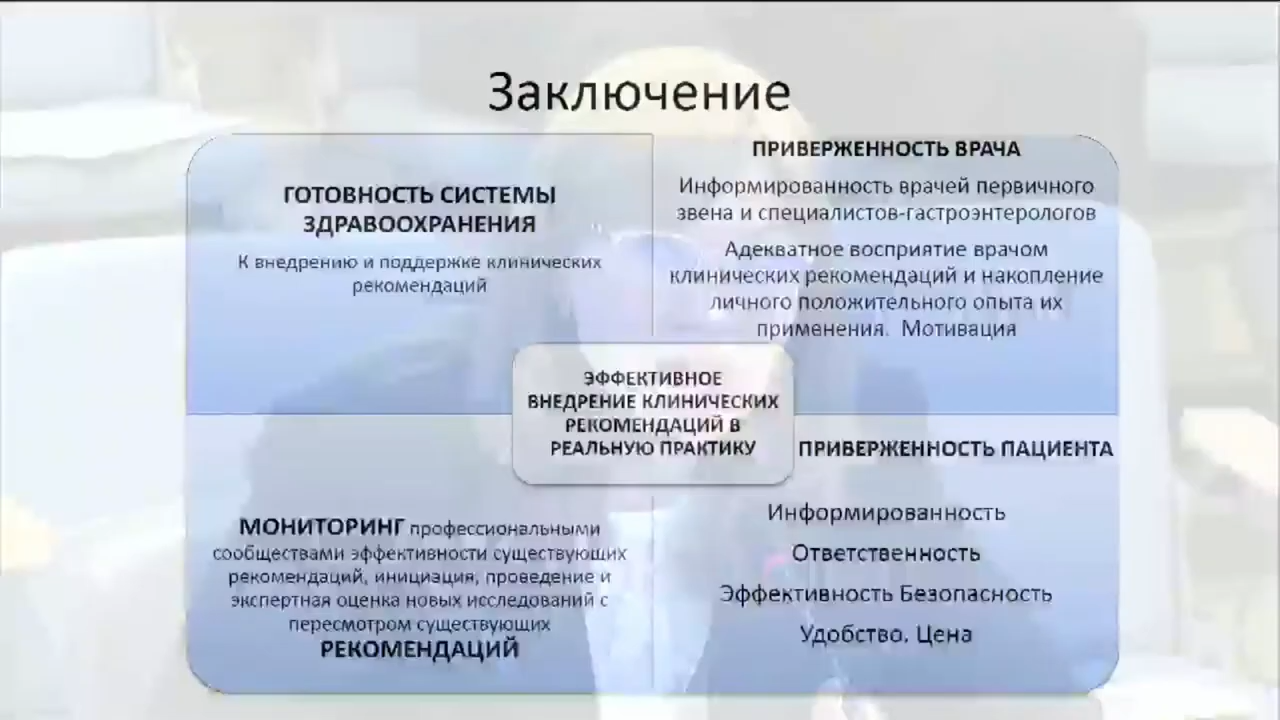 Заключение
ГОТОВНОСТЬ СИСТЕМЫ
ЗДРАВООХРАНЕНИЯ
К внедрению и поддержке клинических
рекомендаций
ПРИВЕРЖЕННОСТЬ ВРАЧА
Информированность врачей первичного
звена и специалистов-гастроэнтерологов
Адекватное восприятие врачом
клинических рекомендаций и накопление
личного положительного опыта их
применения. Мотивация
ЭФФЕКТИВНОЕ
ВНЕДРЕНИЕ КЛИНИЧЕСКИХ
РЕКОМЕНДАЦИЙ В
РЕАЛЬНУЮ ПРАКТИКУ
МОНИТОРИНГ профессиональными
сообществами эффективности существующих
рекомендаций, инициация, проведение и
экспертная оценка новых исследований с
пересмотром существующих
РЕКОМЕНДАЦИЙ
ПРИВЕРЖЕННОСТЬ ПАЦИЕНТА
Информированность
Ответственность
Эффективность Безопасность
Удобство. Цена